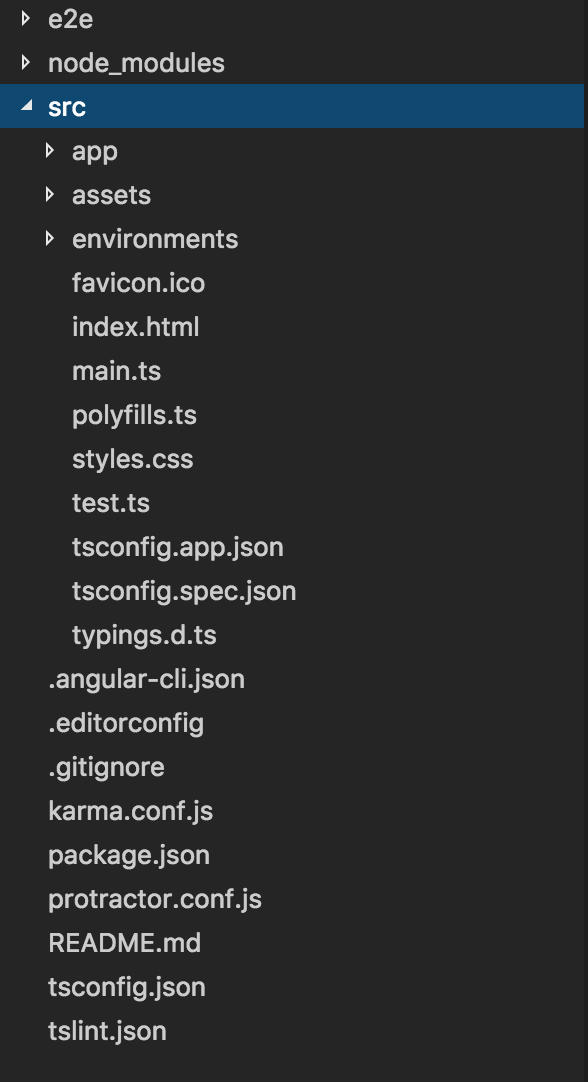 e2e
node_modules
src
app
assets
environments
favicon.ico
index.html
main.ts
polyfills.ts
styles.css
test.ts
tsconfig.app.json
tsconfig.spec.json
typings.d.ts
.angular-cli.json
.editorconfig
.gitignore
karma.conf.js
package.json
protractor.conf.js
README.md
tsconfig.json
tslint.json